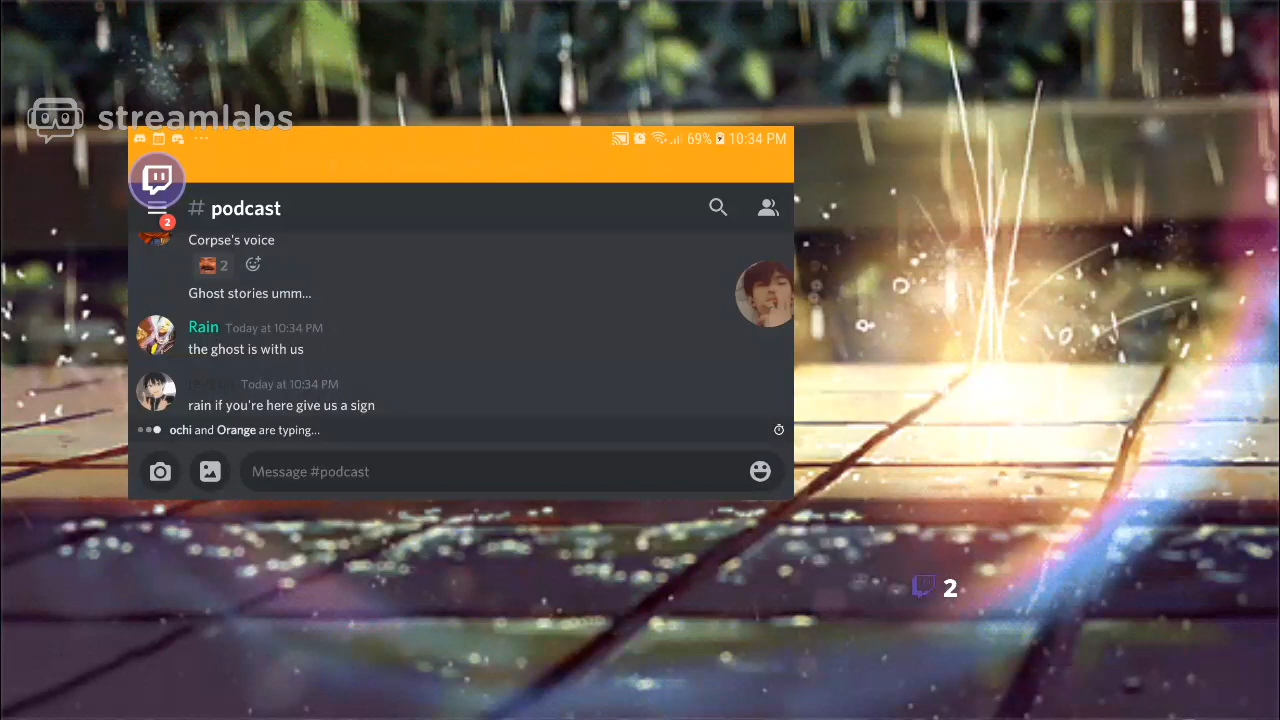 streamlabs
69% 10:34 PM
2
# podcast
Corpse's voice
2
Ghost stories umm...
Rain Today at 10:34 PM
the ghost is with us
Today at 10:34 PM
rain if you're here give us a sign
ochi and Orange are typing...
Message #podcast
2